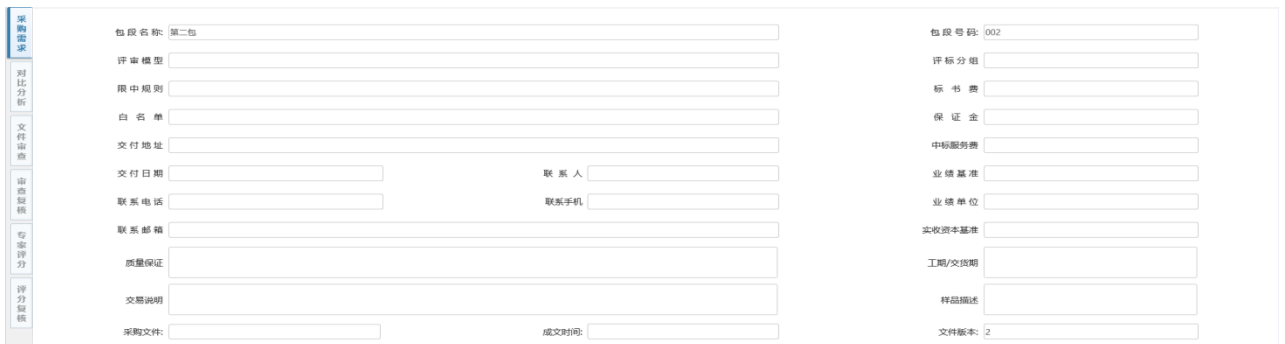 采购需求
对比分析
文件审查
审查复核
专家评分
评分复核
包段名称: 第二包 包段号码: 002
评审模型 评标分组
限中规则 标书费
白名单 保证金
交付地址 中标服务费
交付日期 联系人 业绩基准
联系电话 联系手机 业绩单位
联系邮箱 实收资本基准
质量保证 工期/交货期
交易说明 样品描述
采购文件: 成文时间: 文件版本: 2